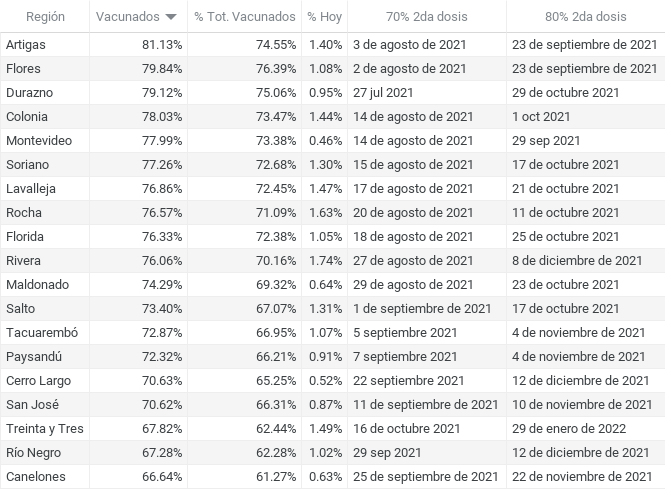 Región Vacunados % Tot. Vacunados % Hoy 70% 2da dosis 80% 2da dosis
Artigas 81.13% 74.55% 1.40% 3 de agosto de 2021 23 de septiembre de 2021
Flores 79.84% 76.39% 1.08% 2 de agosto de 2021 23 de septiembre de 2021
Durazno 79.12% 75.06% 0.95% 27 jul 2021 29 de octubre de 2021
Colonia 78.03% 73.47% 1.44% 14 de agosto de 2021 1 oct 2021
Montevideo 77.99% 73.38% 0.46% 14 de agosto de 2021 29 sep 2021
Soriano 77.26% 72.68% 1.30% 15 de agosto de 2021 17 de octubre de 2021
Lavalleja 76.86% 72.45% 1.47% 17 de agosto de 2021 21 de octubre de 2021
Rocha 76.57% 71.09% 1.63% 20 de agosto de 2021 11 de octubre de 2021
Florida 76.33% 72.38% 1.05% 18 de agosto de 2021 25 de octubre de 2021
Rivera 76.06% 70.16% 1.74% 27 de agosto de 2021 8 de diciembre de 2021
Maldonado 74.29% 69.32% 0.64% 29 de agosto de 2021 23 de octubre de 2021
Salto 73.40% 67.07% 1.31% 1 de septiembre de 2021 17 de octubre de 2021
Tacuarembó 72.87% 66.95% 1.07% 5 septiembre 2021 4 de noviembre de 2021
Paysandú 72.32% 66.21% 0.91% 7 septiembre 2021 4 de noviembre de 2021
Cerro Largo 70.63% 65.25% 0.52% 22 septiembre 2021 12 de diciembre de 2021
San José 70.62% 66.31% 0.87% 11 de septiembre de 2021 10 de noviembre de 2021
Treinta y Tres 67.82% 62.44% 1.49% 16 de octubre 2021 29 de enero de 2022
Río Negro 67.28% 62.28% 1.02% 29 sep 2021 12 de diciembre de 2021
Canelones 66.64% 61.27% 0.63% 25 de septiembre de 2021 22 de noviembre de 2021